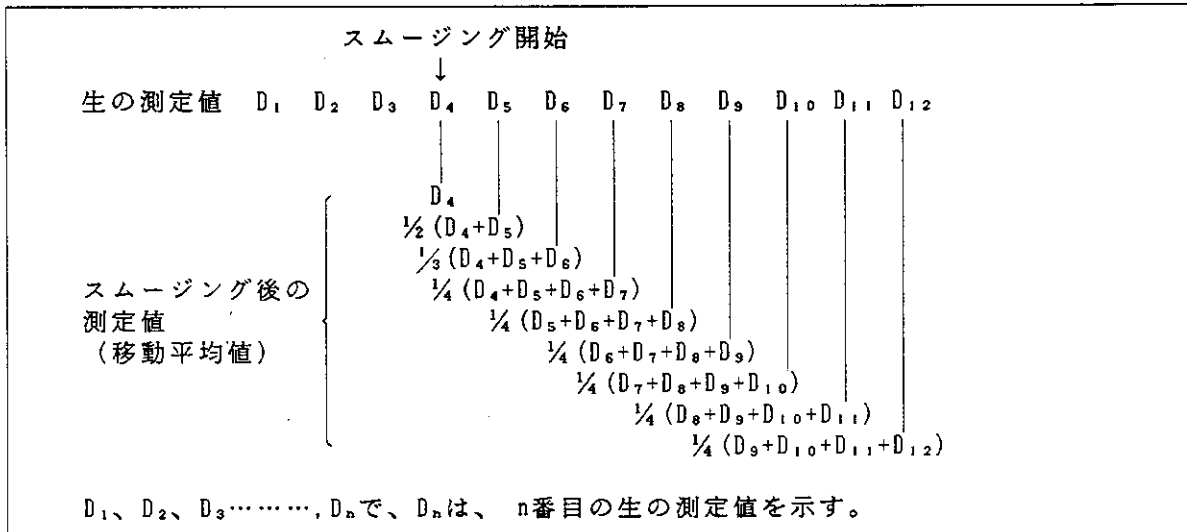 スムージング開始
↓
生の測定値 D₁ D₂ D₃ D₄ D₅ D₆ D₇ D₈ D₉ D₁₀ D₁₁ D₁₂
D₄
½(D₄+D₅)
⅓(D₄+D₅+D₆)
¼(D₄+D₅+D₆+D₇)
スムージング後の
測定値
(移動平均値)
¼(D₅+D₆+D₇+D₈)
¼(D₆+D₇+D₈+D₉)
¼(D₇+D₈+D₉+D₁₀)
¼(D₈+D₉+D₁₀+D₁₁)
¼(D₉+D₁₀+D₁₁+D₁₂)
D₁、D₂、D₃………,Dₙで、Dₙは、 n番目の生の測定値を示す。